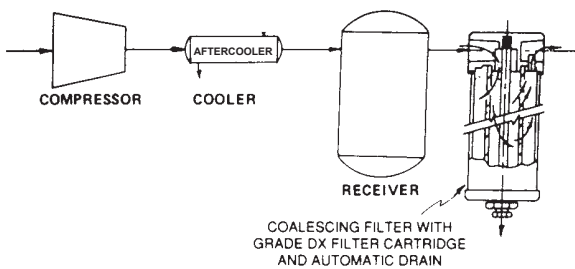 AFTERCOOLER
COMPRESSOR
COOLER
RECEIVER
COALESCING FILTER WITH
GRADE DX FILTER CARTRIDGE
AND AUTOMATIC DRAIN